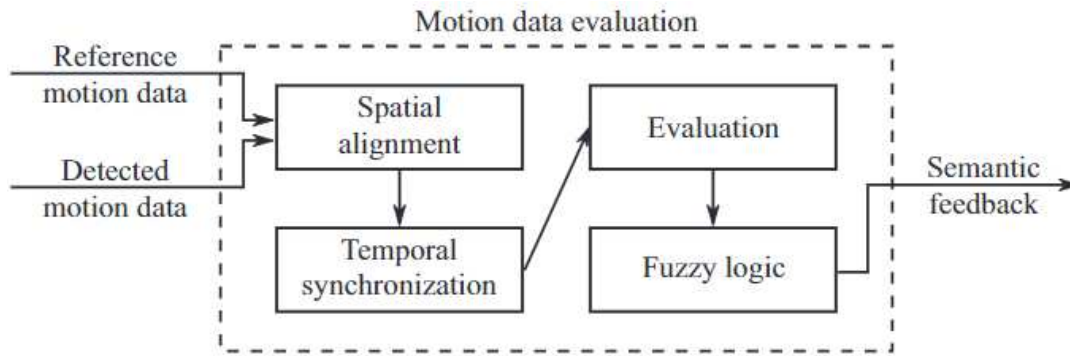 Motion data evaluation
Reference
motion data
Detected
motion data
Spatial
alignment
Temporal
synchronization
Evaluation
Fuzzy logic
Semantic
feedback